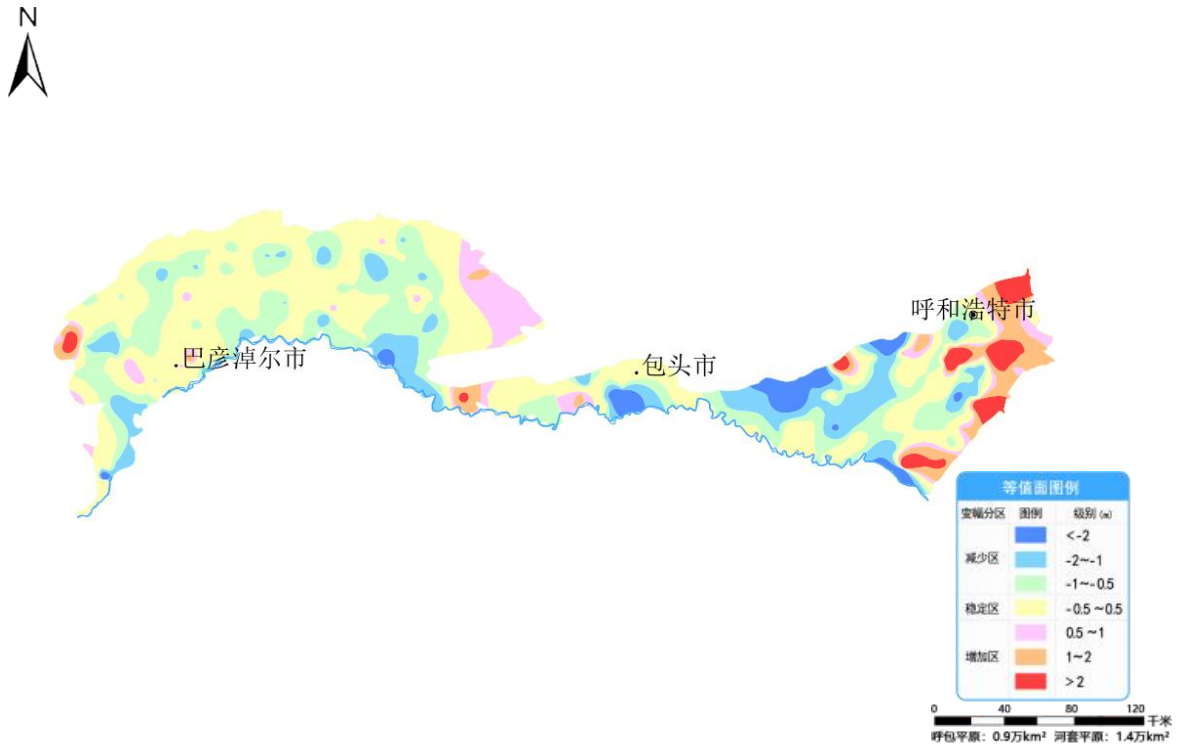 N
呼和浩特市
.巴彦淖尔市
.包头市
等值面图例
变幅分区 图例 级别(m)
减少区
<-2
-2~-1
-1~-0.5
稳定区 -0.5~0.5
增加区
0.5~1
1~2
>2
0 40 80 120 千米
呼包平原：0.9万km² 河套平原：1.4万km²